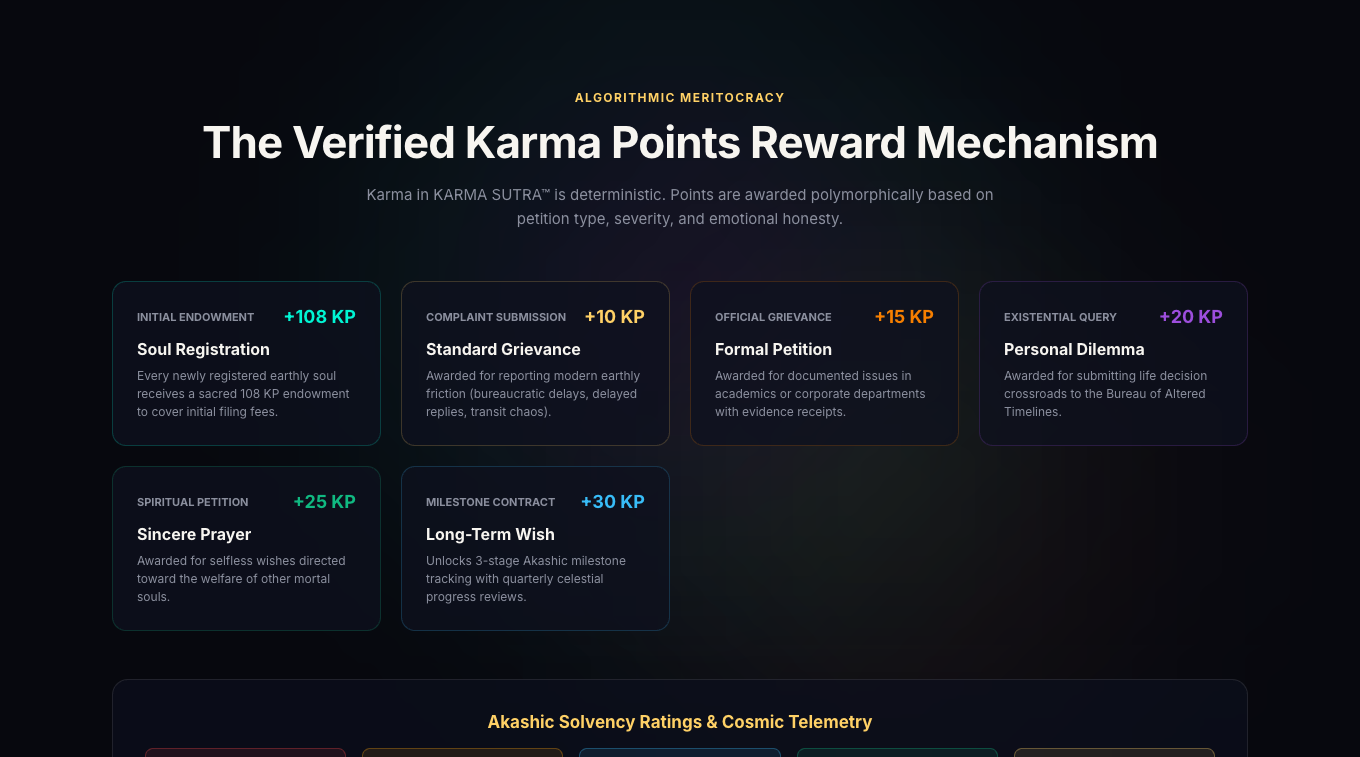 ALGORITHMIC MERITOCRACY
The Verified Karma Points Reward Mechanism
Karma in KARMA SUTRA™ is deterministic. Points are awarded polymorphically based on
petition type, severity, and emotional honesty.
INITIAL ENDOWMENT +108 KP
Soul Registration
Every newly registered earthly soul
receives a sacred 108 KP endowment
to cover initial filing fees.
COMPLAINT SUBMISSION +10 KP
Standard Grievance
Awarded for reporting modern earthly
friction (bureaucratic delays, delayed
replies, transit chaos).
OFFICIAL GRIEVANCE +15 KP
Formal Petition
Awarded for documented issues in
academics or corporate departments
with evidence receipts.
EXISTENTIAL QUERY +20 KP
Personal Dilemma
Awarded for submitting life decision
crossroads to the Bureau of Altered
Timelines.
SPIRITUAL PETITION +25 KP
Sincere Prayer
Awarded for selfless wishes directed
toward the welfare of other mortal
souls.
MILESTONE CONTRACT +30 KP
Long-Term Wish
Unlocks 3-stage Akashic milestone
tracking with quarterly celestial
progress reviews.
Akashic Solvency Ratings & Cosmic Telemetry